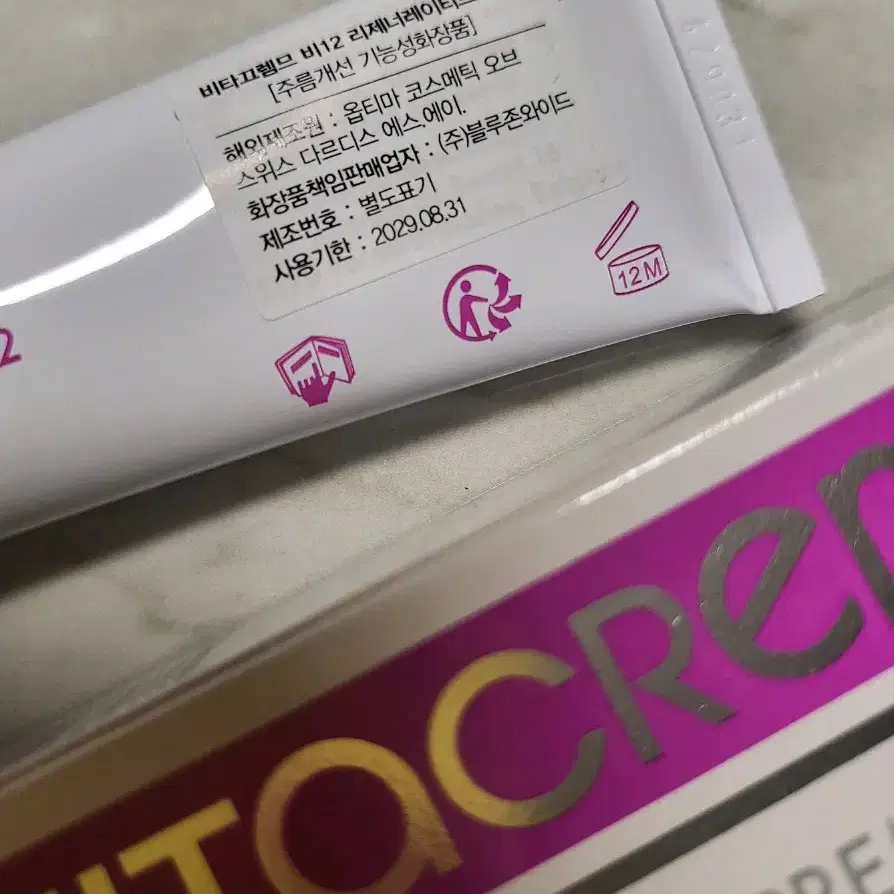 비타끄렘므 비12 리제너레이티브
[주름개선 기능성화장품]
해외제조원 : 옵티마 코스메틱 오브
스위스 다르디스 에스.에이.
화장품책임판매업자 : (주)블루존와이드
제조번호 : 별도표기
사용기한 : 2029.08.31
12M
2
TACRE